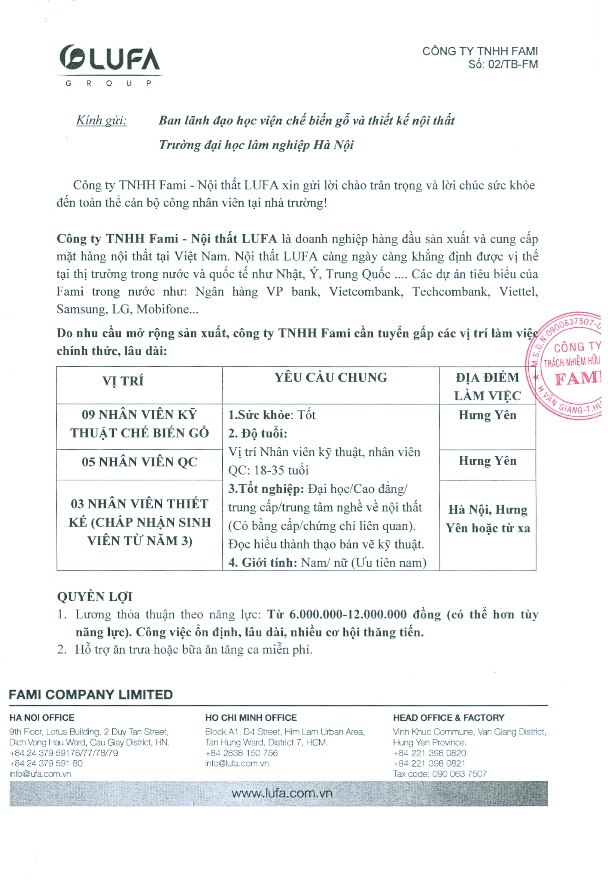 LUFA
GROUP
CÔNG TY TNHH FAMI
Số: 02/TB-FM
Kính gửi: Ban lãnh đạo học viện chế biến gỗ và thiết kế nội thất
Trường đại học lâm nghiệp Hà Nội
Công ty TNHH Fami - Nội thất LUFA xin gửi lời chào trân trọng và lời chúc sức khỏe
đến toàn thể cán bộ công nhân viên tại nhà trường!
Công ty TNHH Fami - Nội thất LUFA là doanh nghiệp hàng đầu sản xuất và cung cấp
mặt hàng nội thất tại Việt Nam. Nội thất LUFA càng ngày càng khẳng định được vị thế
tại thị trường trong nước và quốc tế như Nhật, Ý, Trung Quốc .... Các dự án tiêu biểu của
Fami trong nước như: Ngân hàng VP bank, Vietcombank, Techcombank, Viettel,
Samsung, LG, Mobifone...
Do nhu cầu mở rộng sản xuất, công ty TNHH Fami cần tuyển gấp các vị trí làm việc
chính thức, lâu dài:
M.S.D.N:0900637507-
CÔNG TY
TRÁCH NHIỆM HỮU
FAMI
H.VĂN GIANG-T.H
VỊ TRÍ
YÊU CẦU CHUNG
ĐỊA ĐIỂM
LÀM VIỆC
09 NHÂN VIÊN KỸ
THUẬT CHẾ BIẾN GỖ
05 NHÂN VIÊN QC
03 NHÂN VIÊN THIẾT
KẾ (CHẤP NHẬN SINH
VIÊN TỪ NĂM 3)
1.Sức khỏe: Tốt
2. Độ tuổi:
Vị trí Nhân viên kỹ thuật, nhân viên
QC: 18-35 tuổi
3.Tốt nghiệp: Đại học/Cao đẳng/
trung cấp/trung tâm nghề về nội thất
(Có bằng cấp/chứng chỉ liên quan).
Đọc hiểu thành thạo bản vẽ kỹ thuật.
4. Giới tính: Nam/ nữ (Ưu tiên nam)
Hưng Yên
Hưng Yên
Hà Nội, Hưng
Yên hoặc từ xa
QUYỀN LỢI
1. Lương thỏa thuận theo năng lực: Từ 6.000.000-12.000.000 đồng (có thể hơn tùy
năng lực). Công việc ổn định, lâu dài, nhiều cơ hội thăng tiến.
2. Hỗ trợ ăn trưa hoặc bữa ăn tăng ca miễn phí.
FAMI COMPANY LIMITED
HA NOI OFFICE
9th Floor, Lotus Building, 2 Duy Tan Street,
Dich Vong Hau Ward, Cau Giay District, HN.
+84 24 379 59176/77/78/79
+84 24 379 591 80
info@lufa.com.vn
HO CHI MINH OFFICE
Block A1, D4 Street, Him Lam Urban Area,
Tan Hung Ward, District 7, HCM.
+84 2838 150 756
info@lufa.com.vn
HEAD OFFICE & FACTORY
Vinh Khuc Commune, Van Giang District,
Hung Yen Province.
+84 221 398 0820
+84 221 398 0821
Tax code: 090 063 7507
www.lufa.com.vn